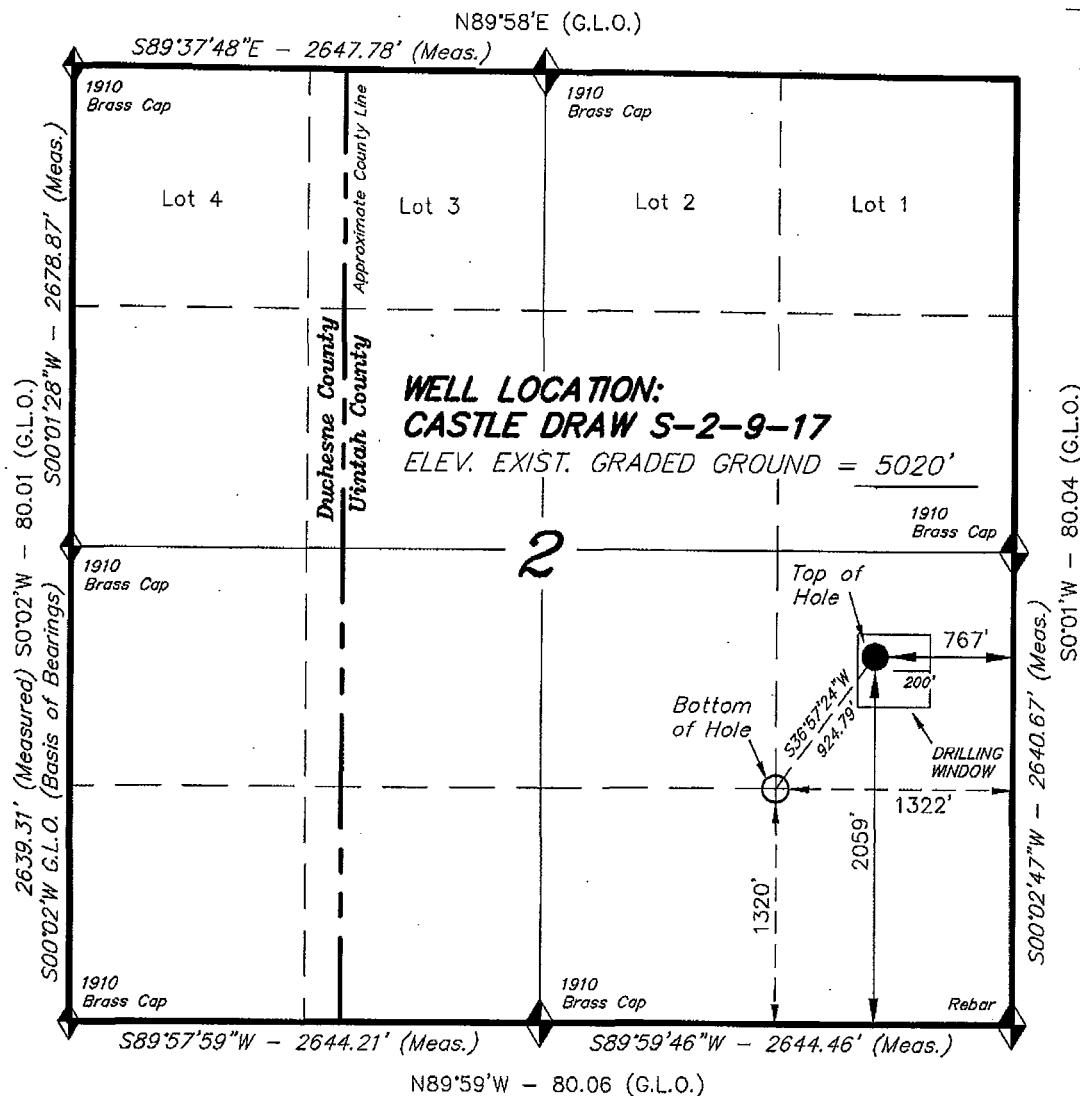 N89°58'E (G.L.O.)
S89°37'48"E - 2647.78' (Meas.)
1910
Brass Cap
1910
Brass Cap
Approximate County Line
Lot 4
Lot 3
Lot 2
Lot 1
S00°01'28"W - 2678.87' (Meas.)
S0°02'W - 80.01 (G.L.O.)
Duchesne County
Uintah County
WELL LOCATION:
CASTLE DRAW S-2-9-17
ELEV. EXIST. GRADED GROUND = 5020'
1910
Brass Cap
S0°01'W - 80.04 (G.L.O.)
1910
Brass Cap
2
Top of
Hole
767'
200'
Bottom
of Hole
S36°57'24"W
924.79'
DRILLING
WINDOW
1322'
2059'
1320'
2639.31' (Measured)
S00°02'W G.L.O. (Basis of Bearings)
S00°02'47"W - 2640.67' (Meas.)
1910
Brass Cap
1910
Brass Cap
Rebar
S89°57'59"W - 2644.21' (Meas.)
S89°59'46"W - 2644.46' (Meas.)
N89°59'W - 80.06 (G.L.O.)